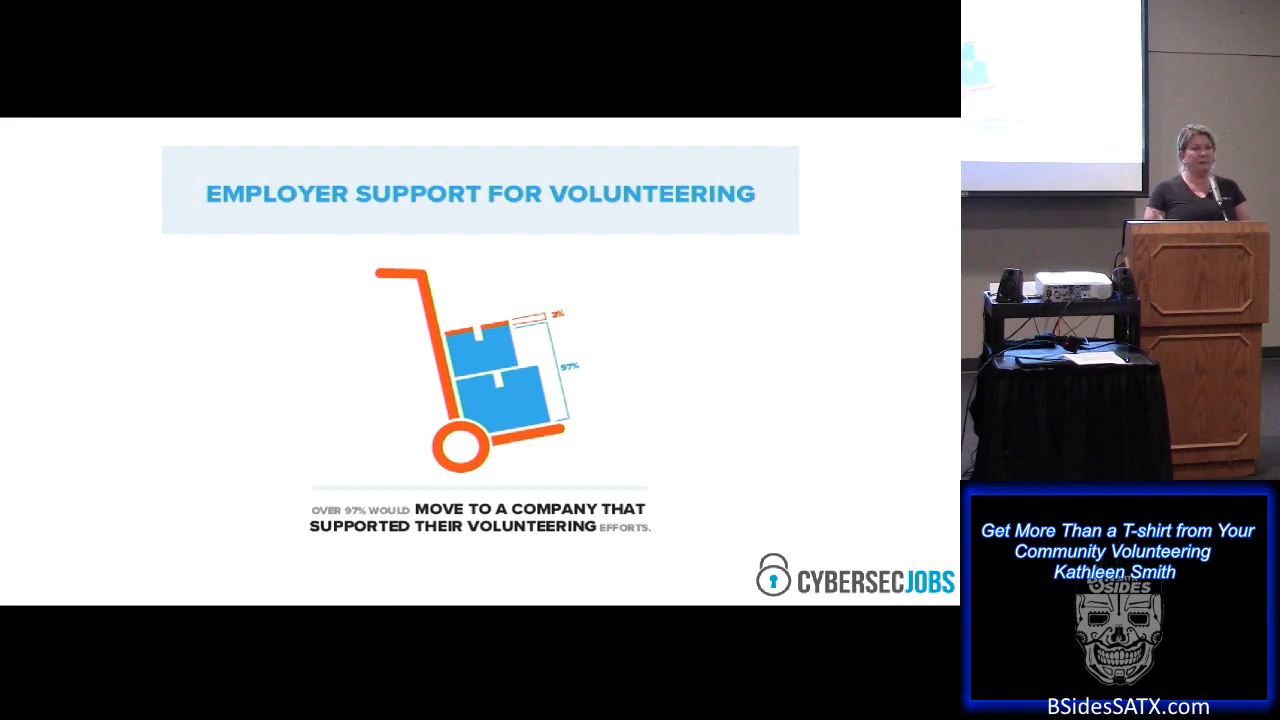 EMPLOYER SUPPORT FOR VOLUNTEERING
3%
97%
OVER 97% WOULD MOVE TO A COMPANY THAT
SUPPORTED THEIR VOLUNTEERING EFFORTS.
CYBERSECJOBS
Get More Than a T-shirt from Your
Community Volunteering
Kathleen Smith
BSIDES
BSidesSATX.com